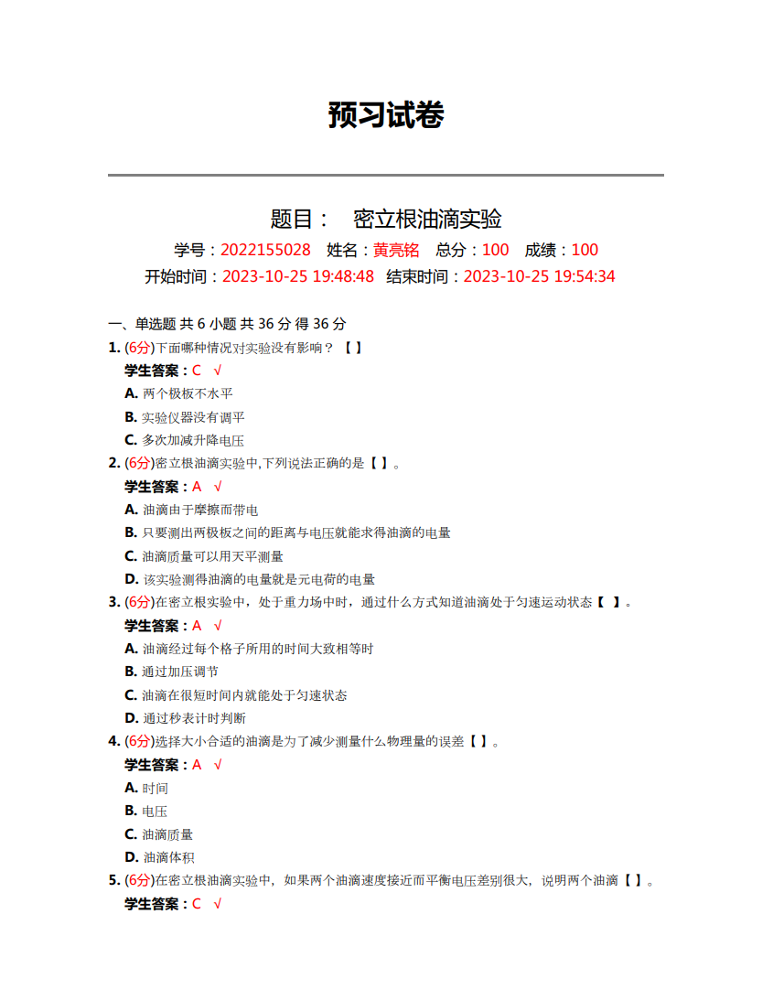 预习试卷
题目： 密立根油滴实验
学号：2022155028 姓名：黄亮铭 总分：100 成绩：100
开始时间：2023-10-25 19:48:48 结束时间：2023-10-25 19:54:34
一、单选题 共 6 小题 共 36 分 得 36 分
1. (6分)下面哪种情况对实验没有影响？【 】
学生答案：C √
A. 两个极板不水平
B. 实验仪器没有调平
C. 多次加减升降电压
2. (6分)密立根油滴实验中,下列说法正确的是【 】。
学生答案：A √
A. 油滴由于摩擦而带电
B. 只要测出两极板之间的距离与电压就能求得油滴的电量
C. 油滴质量可以用天平测量
D. 该实验测得油滴的电量就是元电荷的电量
3. (6分)在密立根实验中，处于重力场中时，通过什么方式知道油滴处于匀速运动状态【 】。
学生答案：A √
A. 油滴经过每个格子所用的时间大致相等时
B. 通过加压调节
C. 油滴在很短时间内就能处于匀速状态
D. 通过秒表计时判断
4. (6分)选择大小合适的油滴是为了减少测量什么物理量的误差【 】。
学生答案：A √
A. 时间
B. 电压
C. 油滴质量
D. 油滴体积
5. (6分)在密立根油滴实验中，如果两个油滴速度接近而平衡电压差别很大，说明两个油滴【 】。
学生答案：C √